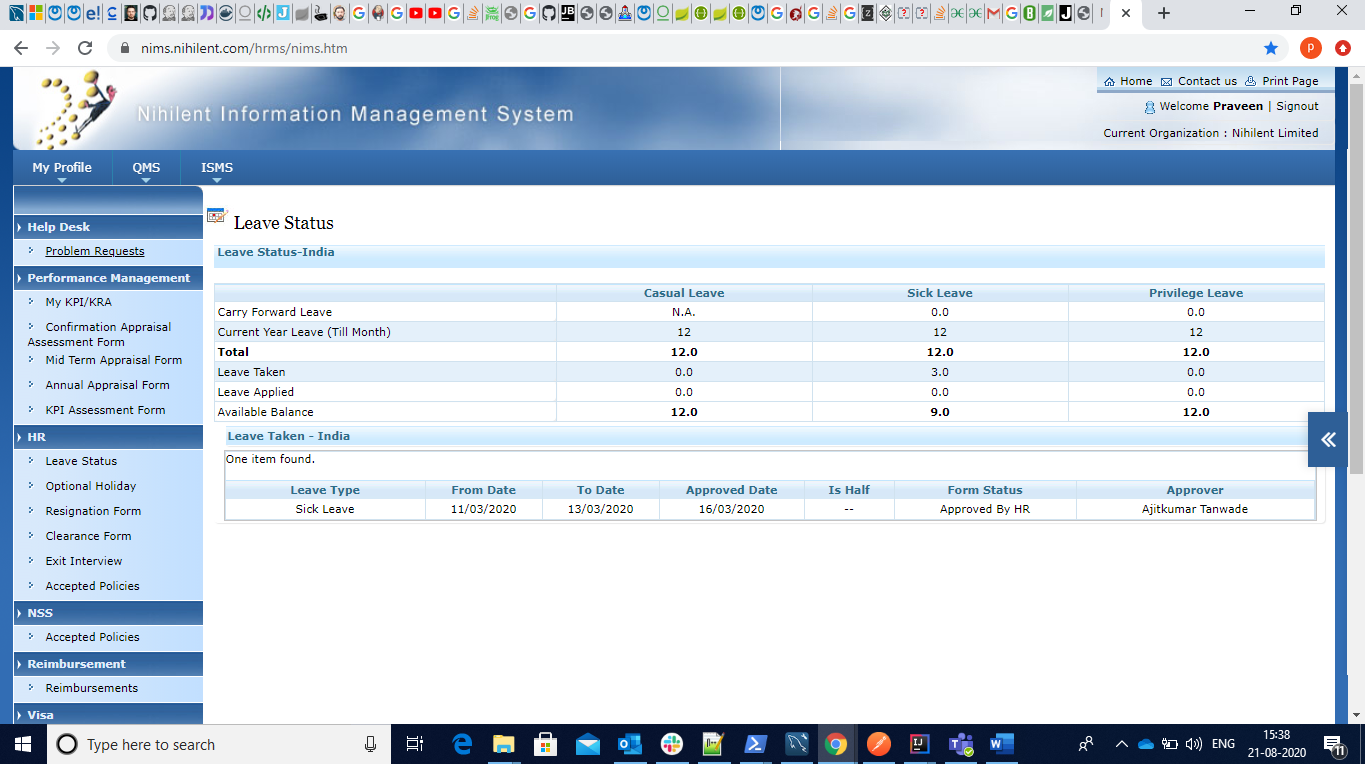 nims.nihilent.com/hrms/nims.htm
P
Nihilent Information Management System
Home Contact us Print Page
Welcome Praveen | Signout
Current Organization : Nihilent Limited
My Profile QMS ISMS
Help Desk
Problem Requests
Performance Management
My KPI/KRA
Confirmation Appraisal
Assessment Form
Mid Term Appraisal Form
Annual Appraisal Form
KPI Assessment Form
HR
Leave Status
Optional Holiday
Resignation Form
Clearance Form
Exit Interview
Accepted Policies
NSS
Accepted Policies
Reimbursement
Reimbursements
Visa
Leave Status
Leave Status-India
Casual Leave Sick Leave Privilege Leave
Carry Forward Leave N.A. 0.0 0.0
Current Year Leave (Till Month) 12 12 12
Total 12.0 12.0 12.0
Leave Taken 0.0 3.0 0.0
Leave Applied 0.0 0.0 0.0
Available Balance 12.0 9.0 12.0
Leave Taken - India
One item found.
Leave Type From Date To Date Approved Date Is Half Form Status Approver
Sick Leave 11/03/2020 13/03/2020 16/03/2020 -- Approved By HR Ajitkumar Tanwade
Type here to search
ENG
15:38
21-08-2020
11